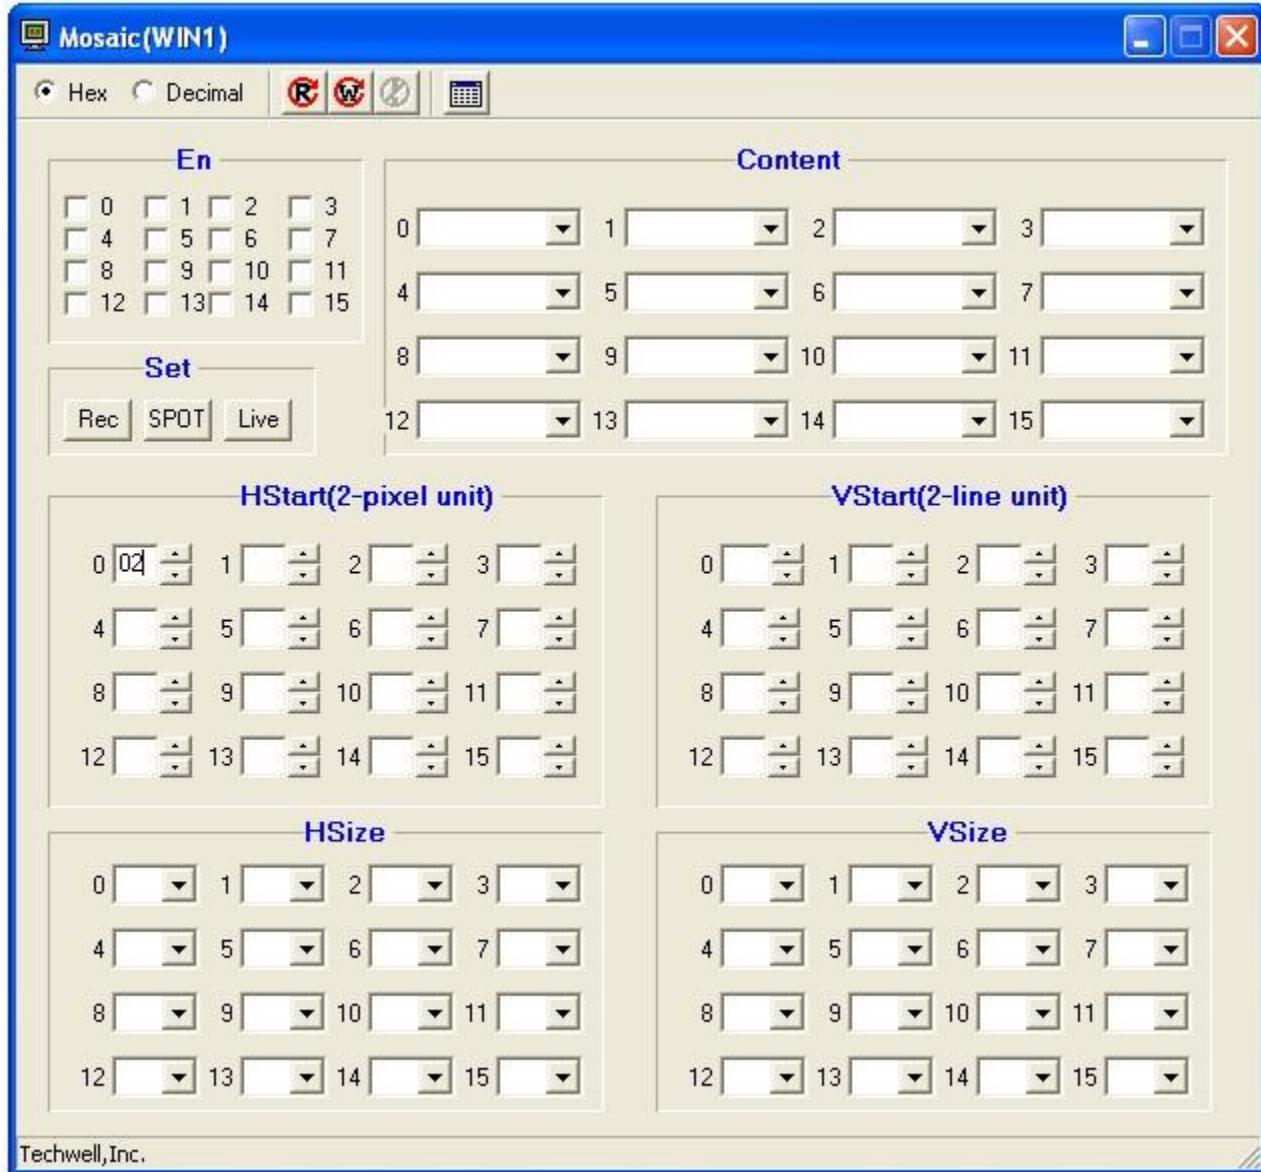 Mosaic(WIN1)
Hex Decimal R W
En
0 1 2 3
4 5 6 7
8 9 10 11
12 13 14 15
Content
0 1 2 3
4 5 6 7
8 9 10 11
12 13 14 15
Set
Rec SPOT Live
HStart(2-pixel unit)
0 02 1 2 3
4 5 6 7
8 9 10 11
12 13 14 15
VStart(2-line unit)
0 1 2 3
4 5 6 7
8 9 10 11
12 13 14 15
HSize
0 1 2 3
4 5 6 7
8 9 10 11
12 13 14 15
VSize
0 1 2 3
4 5 6 7
8 9 10 11
12 13 14 15
Techwell,Inc.